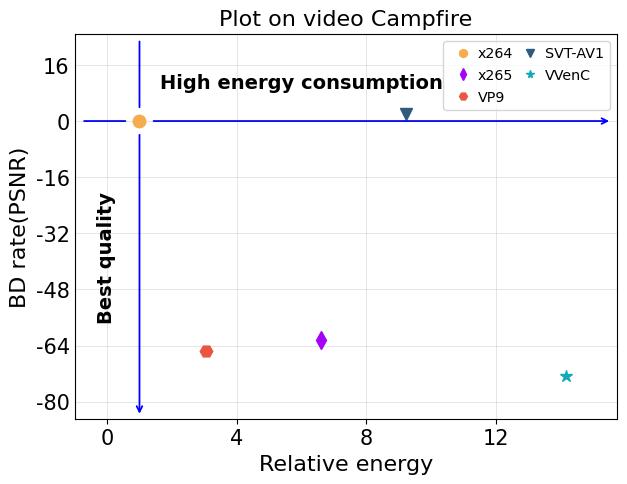 Plot on video Campfire
x264
x265
VP9
SVT-AV1
VVenC
High energy consumption
Best quality
BD rate(PSNR)
16
0
-16
-32
-48
-64
-80
0
4
8
12
Relative energy